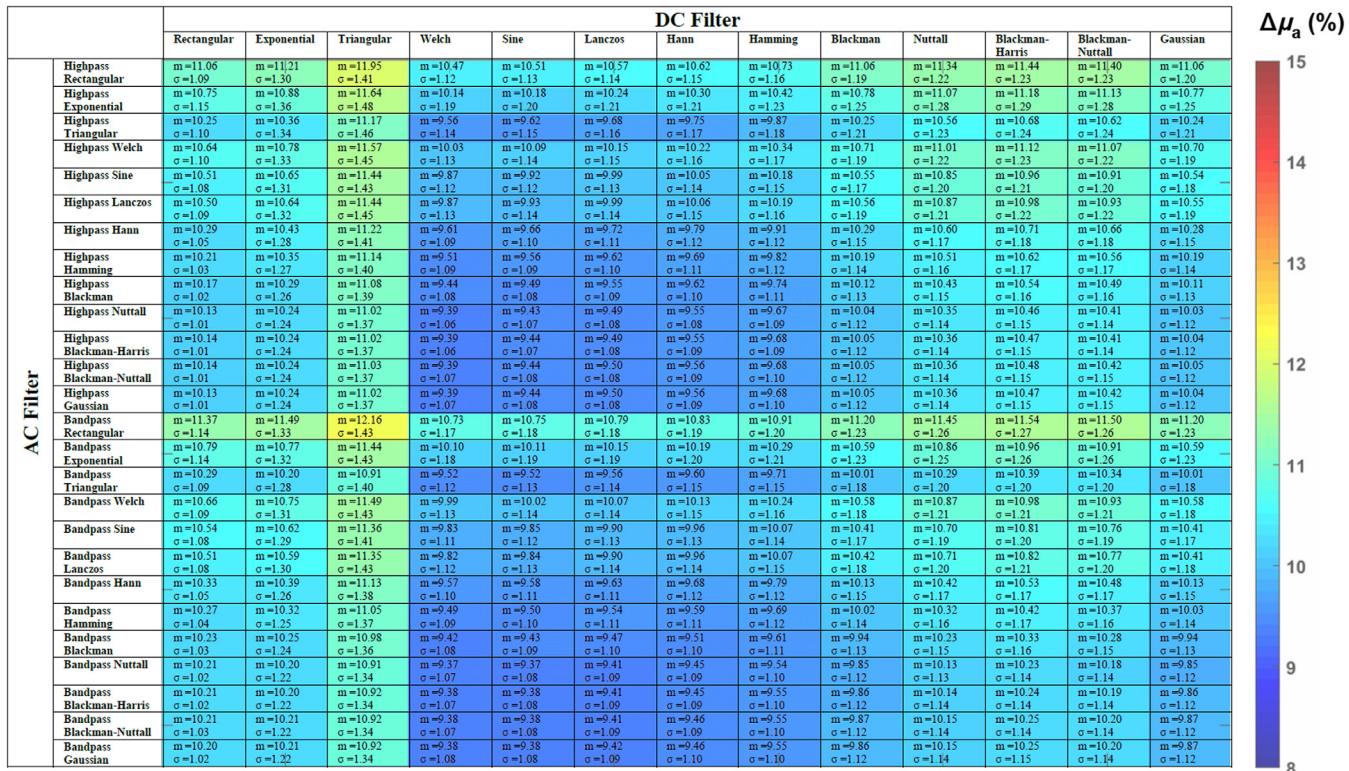 DC Filter
Δμa (%)
Rectangular Exponential Triangular Welch Sine Lanczos Hann Hamming Blackman Nuttall Blackman-Harris Blackman-Nuttall Gaussian
AC Filter
Highpass Rectangular
m =11.06 m =11.21 m =11.95 m =10.47 m =10.51 m =10.57 m =10.62 m =10.73 m =11.06 m =11.34 m =11.44 m =11.40 m =11.06
σ =1.09 σ =1.30 σ =1.41 σ =1.12 σ =1.13 σ =1.14 σ =1.15 σ =1.16 σ =1.19 σ =1.22 σ =1.23 σ =1.23 σ =1.20
Highpass Exponential
m =10.75 m =10.88 m =11.64 m =10.14 m =10.18 m =10.24 m =10.30 m =10.42 m =10.78 m =11.07 m =11.18 m =11.13 m =10.77
σ =1.15 σ =1.36 σ =1.48 σ =1.19 σ =1.20 σ =1.21 σ =1.21 σ =1.23 σ =1.25 σ =1.28 σ =1.29 σ =1.28 σ =1.25
Highpass Triangular
m =10.25 m =10.36 m =11.17 m =9.56 m =9.62 m =9.68 m =9.75 m =9.87 m =10.25 m =10.56 m =10.68 m =10.62 m =10.24
σ =1.10 σ =1.34 σ =1.46 σ =1.14 σ =1.15 σ =1.16 σ =1.17 σ =1.18 σ =1.21 σ =1.23 σ =1.24 σ =1.24 σ =1.21
Highpass Welch
m =10.64 m =10.78 m =11.57 m =10.03 m =10.09 m =10.15 m =10.22 m =10.34 m =10.71 m =11.01 m =11.12 m =11.07 m =10.70
σ =1.10 σ =1.33 σ =1.45 σ =1.13 σ =1.14 σ =1.15 σ =1.16 σ =1.17 σ =1.19 σ =1.22 σ =1.23 σ =1.22 σ =1.19
Highpass Sine
m =10.51 m =10.65 m =11.44 m =9.87 m =9.92 m =9.99 m =10.05 m =10.18 m =10.55 m =10.85 m =10.96 m =10.91 m =10.54
σ =1.08 σ =1.31 σ =1.43 σ =1.12 σ =1.12 σ =1.13 σ =1.14 σ =1.15 σ =1.17 σ =1.20 σ =1.21 σ =1.20 σ =1.18
Highpass Lanczos
m =10.50 m =10.64 m =11.44 m =9.87 m =9.93 m =9.99 m =10.06 m =10.19 m =10.56 m =10.87 m =10.98 m =10.93 m =10.55
σ =1.09 σ =1.32 σ =1.45 σ =1.13 σ =1.14 σ =1.14 σ =1.15 σ =1.16 σ =1.19 σ =1.21 σ =1.22 σ =1.22 σ =1.19
Highpass Hann
m =10.29 m =10.43 m =11.22 m =9.61 m =9.66 m =9.72 m =9.79 m =9.91 m =10.29 m =10.60 m =10.71 m =10.66 m =10.28
σ =1.05 σ =1.28 σ =1.41 σ =1.09 σ =1.10 σ =1.11 σ =1.12 σ =1.12 σ =1.15 σ =1.17 σ =1.18 σ =1.18 σ =1.15
Highpass Hamming
m =10.21 m =10.35 m =11.14 m =9.51 m =9.56 m =9.62 m =9.69 m =9.82 m =10.19 m =10.51 m =10.62 m =10.56 m =10.19
σ =1.03 σ =1.27 σ =1.40 σ =1.09 σ =1.09 σ =1.10 σ =1.11 σ =1.12 σ =1.14 σ =1.16 σ =1.17 σ =1.17 σ =1.14
Highpass Blackman
m =10.17 m =10.29 m =11.08 m =9.44 m =9.49 m =9.55 m =9.62 m =9.74 m =10.12 m =10.43 m =10.54 m =10.49 m =10.11
σ =1.02 σ =1.26 σ =1.39 σ =1.08 σ =1.08 σ =1.09 σ =1.10 σ =1.11 σ =1.13 σ =1.15 σ =1.16 σ =1.16 σ =1.13
Highpass Nuttall
m =10.13 m =10.24 m =11.02 m =9.39 m =9.43 m =9.49 m =9.55 m =9.67 m =10.04 m =10.35 m =10.46 m =10.41 m =10.03
σ =1.01 σ =1.24 σ =1.37 σ =1.06 σ =1.07 σ =1.08 σ =1.08 σ =1.09 σ =1.12 σ =1.14 σ =1.15 σ =1.14 σ =1.12
Highpass Blackman-Harris
m =10.14 m =10.24 m =11.02 m =9.39 m =9.44 m =9.49 m =9.55 m =9.68 m =10.05 m =10.36 m =10.47 m =10.41 m =10.04
σ =1.01 σ =1.24 σ =1.37 σ =1.06 σ =1.07 σ =1.08 σ =1.09 σ =1.09 σ =1.12 σ =1.14 σ =1.15 σ =1.14 σ =1.12
Highpass Blackman-Nuttall
m =10.14 m =10.24 m =11.03 m =9.39 m =9.44 m =9.50 m =9.56 m =9.68 m =10.05 m =10.36 m =10.48 m =10.42 m =10.05
σ =1.01 σ =1.24 σ =1.37 σ =1.07 σ =1.08 σ =1.08 σ =1.09 σ =1.10 σ =1.12 σ =1.14 σ =1.15 σ =1.15 σ =1.12
Highpass Gaussian
m =10.13 m =10.24 m =11.02 m =9.39 m =9.44 m =9.50 m =9.56 m =9.68 m =10.05 m =10.36 m =10.47 m =10.42 m =10.04
σ =1.01 σ =1.24 σ =1.37 σ =1.07 σ =1.08 σ =1.08 σ =1.09 σ =1.10 σ =1.12 σ =1.14 σ =1.15 σ =1.15 σ =1.12
Bandpass Rectangular
m =11.37 m =11.49 m =12.16 m =10.75 m =10.75 m =10.79 m =10.83 m =10.91 m =11.20 m =11.45 m =11.54 m =11.50 m =11.20
σ =1.14 σ =1.33 σ =1.43 σ =1.17 σ =1.18 σ =1.18 σ =1.19 σ =1.20 σ =1.23 σ =1.26 σ =1.27 σ =1.26 σ =1.23
Bandpass Exponential
m =10.79 m =10.77 m =11.44 m =10.10 m =10.11 m =10.15 m =10.19 m =10.29 m =10.59 m =10.86 m =10.96 m =10.91 m =10.59
σ =1.14 σ =1.32 σ =1.43 σ =1.18 σ =1.19 σ =1.19 σ =1.20 σ =1.21 σ =1.23 σ =1.25 σ =1.26 σ =1.26 σ =1.23
Bandpass Triangular
m =10.29 m =10.20 m =10.91 m =9.52 m =9.52 m =9.56 m =9.60 m =9.71 m =10.01 m =10.29 m =10.39 m =10.34 m =10.01
σ =1.09 σ =1.28 σ =1.40 σ =1.12 σ =1.13 σ =1.14 σ =1.15 σ =1.15 σ =1.18 σ =1.20 σ =1.20 σ =1.20 σ =1.18
Bandpass Welch
m =10.66 m =10.75 m =11.49 m =9.99 m =10.02 m =10.07 m =10.13 m =10.24 m =10.58 m =10.87 m =10.98 m =10.93 m =10.58
σ =1.09 σ =1.31 σ =1.43 σ =1.13 σ =1.14 σ =1.14 σ =1.15 σ =1.16 σ =1.18 σ =1.21 σ =1.21 σ =1.21 σ =1.18
Bandpass Sine
m =10.54 m =10.62 m =11.36 m =9.83 m =9.85 m =9.90 m =9.96 m =10.07 m =10.41 m =10.70 m =10.81 m =10.76 m =10.41
σ =1.08 σ =1.29 σ =1.41 σ =1.11 σ =1.12 σ =1.13 σ =1.13 σ =1.14 σ =1.17 σ =1.19 σ =1.20 σ =1.19 σ =1.17
Bandpass Lanczos
m =10.51 m =10.59 m =11.35 m =9.82 m =9.84 m =9.90 m =9.96 m =10.07 m =10.42 m =10.71 m =10.82 m =10.77 m =10.41
σ =1.08 σ =1.30 σ =1.43 σ =1.12 σ =1.13 σ =1.14 σ =1.14 σ =1.15 σ =1.18 σ =1.20 σ =1.21 σ =1.20 σ =1.18
Bandpass Hann
m =10.33 m =10.39 m =11.13 m =9.57 m =9.58 m =9.63 m =9.68 m =9.79 m =10.13 m =10.42 m =10.53 m =10.48 m =10.13
σ =1.05 σ =1.26 σ =1.38 σ =1.10 σ =1.11 σ =1.11 σ =1.12 σ =1.12 σ =1.15 σ =1.17 σ =1.17 σ =1.17 σ =1.15
Bandpass Hamming
m =10.27 m =10.32 m =11.05 m =9.49 m =9.50 m =9.54 m =9.59 m =9.69 m =10.02 m =10.32 m =10.42 m =10.37 m =10.03
σ =1.04 σ =1.25 σ =1.37 σ =1.09 σ =1.10 σ =1.11 σ =1.11 σ =1.12 σ =1.14 σ =1.16 σ =1.17 σ =1.16 σ =1.14
Bandpass Blackman
m =10.23 m =10.25 m =10.98 m =9.42 m =9.43 m =9.47 m =9.51 m =9.61 m =9.94 m =10.23 m =10.33 m =10.28 m =9.94
σ =1.03 σ =1.24 σ =1.36 σ =1.08 σ =1.09 σ =1.10 σ =1.10 σ =1.11 σ =1.13 σ =1.15 σ =1.16 σ =1.15 σ =1.13
Bandpass Nuttall
m =10.21 m =10.20 m =10.91 m =9.37 m =9.37 m =9.41 m =9.45 m =9.54 m =9.85 m =10.13 m =10.23 m =10.18 m =9.85
σ =1.02 σ =1.22 σ =1.34 σ =1.07 σ =1.08 σ =1.09 σ =1.09 σ =1.10 σ =1.12 σ =1.13 σ =1.14 σ =1.14 σ =1.12
Bandpass Blackman-Harris
m =10.21 m =10.20 m =10.92 m =9.38 m =9.38 m =9.41 m =9.45 m =9.55 m =9.86 m =10.14 m =10.24 m =10.19 m =9.86
σ =1.02 σ =1.22 σ =1.34 σ =1.07 σ =1.08 σ =1.09 σ =1.09 σ =1.10 σ =1.12 σ =1.14 σ =1.14 σ =1.14 σ =1.12
Bandpass Blackman-Nuttall
m =10.21 m =10.21 m =10.92 m =9.38 m =9.38 m =9.41 m =9.46 m =9.55 m =9.87 m =10.15 m =10.25 m =10.20 m =9.87
σ =1.03 σ =1.22 σ =1.34 σ =1.07 σ =1.08 σ =1.09 σ =1.09 σ =1.10 σ =1.12 σ =1.14 σ =1.14 σ =1.14 σ =1.12
Bandpass Gaussian
m =10.20 m =10.21 m =10.92 m =9.38 m =9.38 m =9.42 m =9.46 m =9.55 m =9.86 m =10.15 m =10.25 m =10.20 m =9.87
σ =1.02 σ =1.22 σ =1.34 σ =1.08 σ =1.08 σ =1.09 σ =1.10 σ =1.10 σ =1.12 σ =1.14 σ =1.15 σ =1.14 σ =1.12
15
14
13
12
11
10
9
8